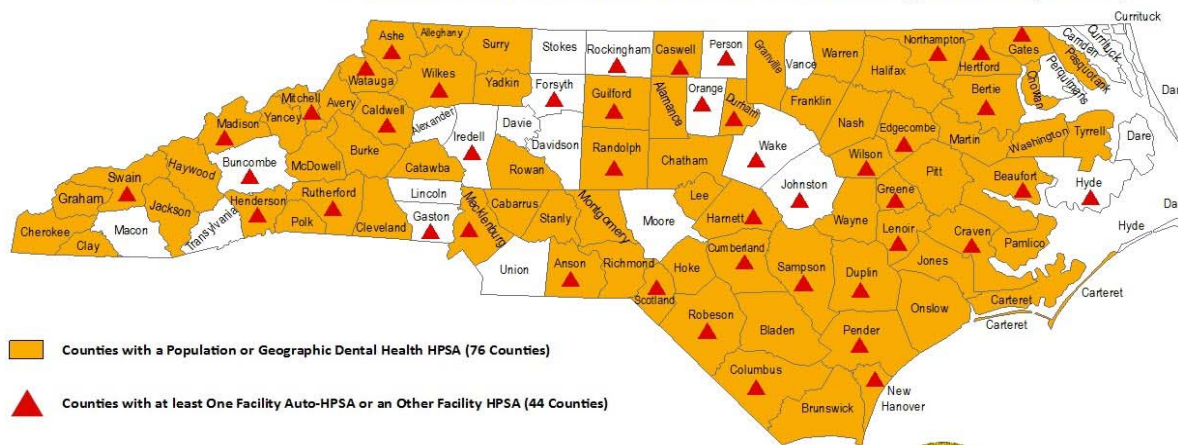 Currituck
Ashe
Alleghany
Surry
Stokes
Rockingham
Caswell
Person
Granville
Vance
Warren
Northampton
Gates
Camden
Currituck
Pasquotank
Perquimans
Hertford
Halifax
Watauga
Wilkes
Yadkin
Forsyth
Guilford
Alamance
Orange
Durham
Franklin
Bertie
Chowan
Mitchell
Avery
Caldwell
Alexander
Iredell
Davie
Nash
Edgecombe
Martin
Washington
Tyrrell
Dare
Madison
Yancey
Davidson
Randolph
Chatham
Wake
Wilson
Pitt
Beaufort
Hyde
Buncombe
McDowell
Burke
Catawba
Rowan
Swain
Haywood
Rutherford
Lincoln
Lee
Johnston
Greene
Graham
Jackson
Henderson
Polk
Cleveland
Gaston
Mecklenburg
Cabarrus
Stanly
Montgomery
Moore
Harnett
Wayne
Lenoir
Craven
Pamlico
Cherokee
Clay
Macon
Transylvania
Union
Anson
Richmond
Scotland
Hoke
Cumberland
Sampson
Duplin
Jones
Hyde
Carteret
Carteret
Carteret
Onslow
Robeson
Bladen
Pender
Columbus
Brunswick
New
Hanover
Counties with a Population or Geographic Dental Health HPSA (76 Counties)
Counties with at least One Facility Auto-HPSA or an Other Facility HPSA (44 Counties)